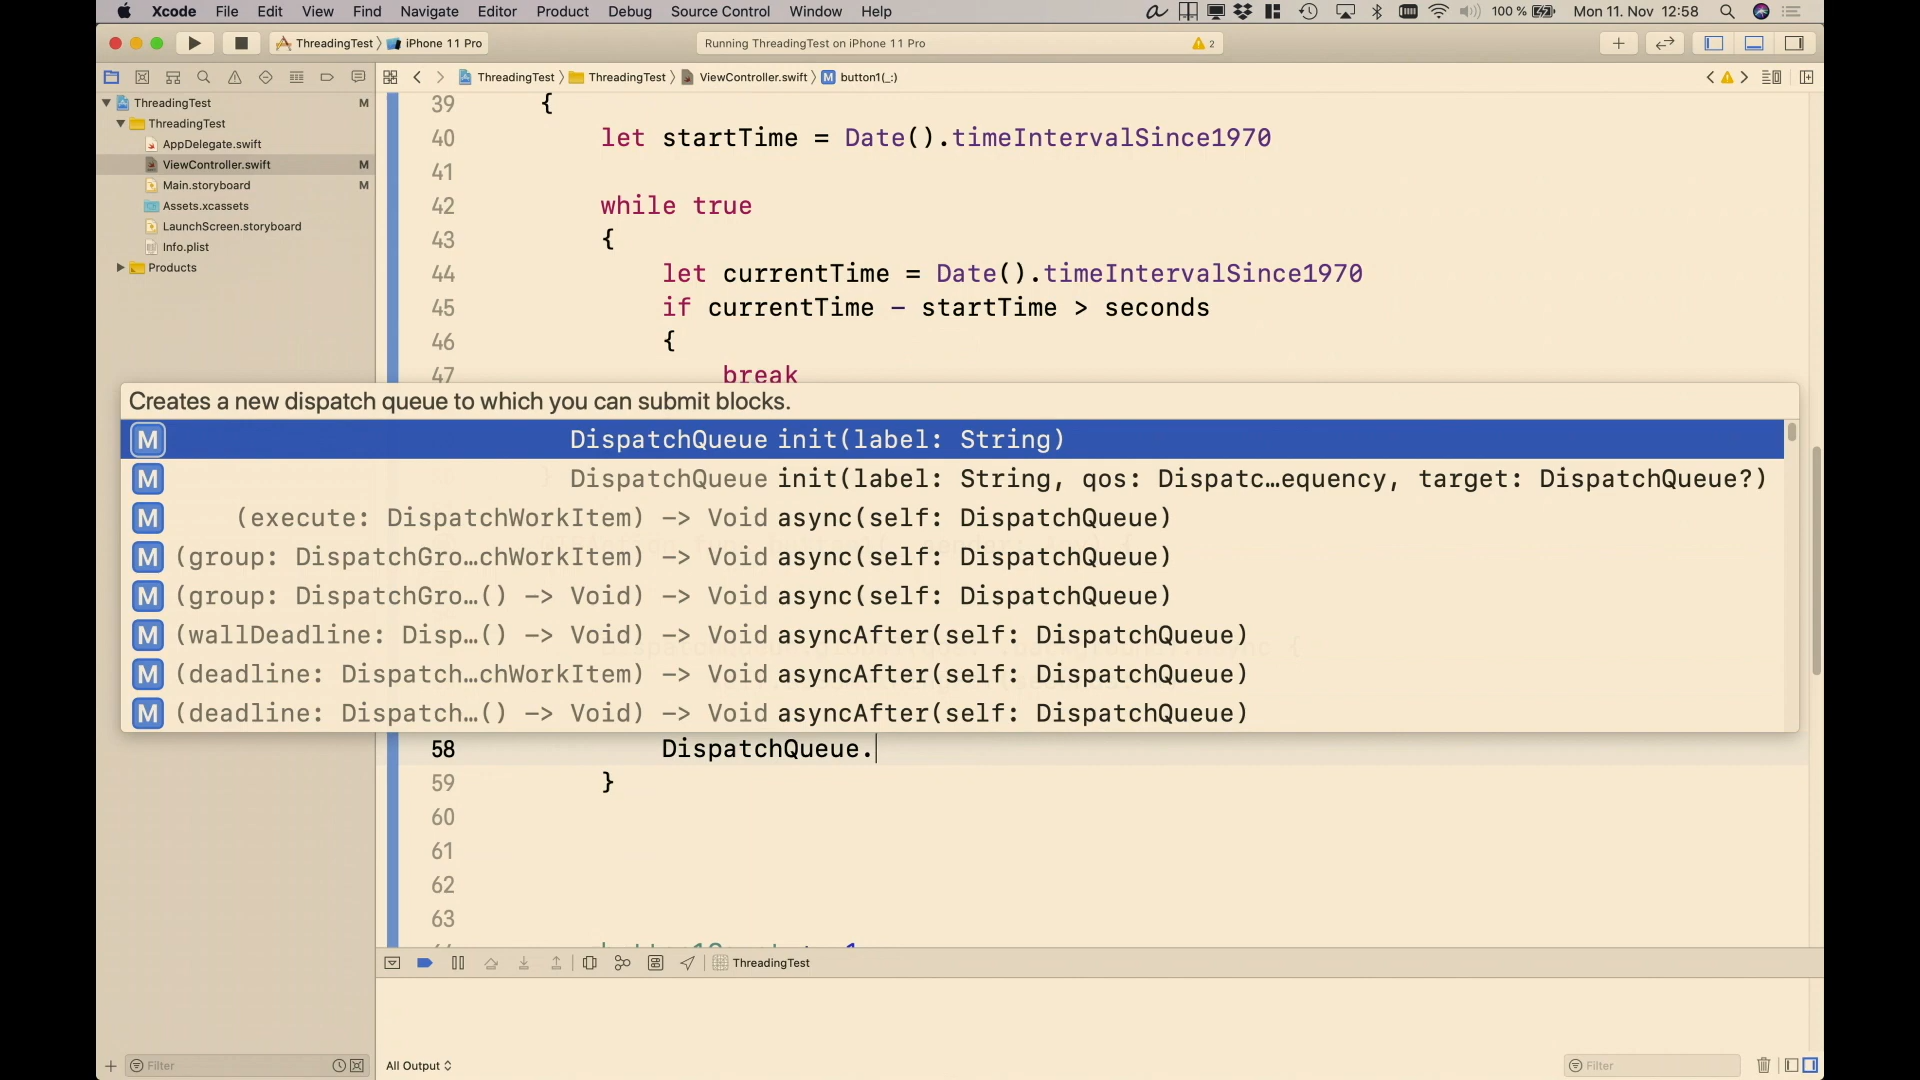 Xcode File Edit View Find Navigate Editor Product Debug Source Control Window Help 100 % Mon 11. Nov 12:58
ThreadingTest iPhone 11 Pro Running ThreadingTest on iPhone 11 Pro 2
ThreadingTest ThreadingTest ViewController.swift M button1(_:)
ThreadingTest M
ThreadingTest
AppDelegate.swift
ViewController.swift M
Main.storyboard M
Assets.xcassets
LaunchScreen.storyboard
Info.plist
Products
39 {
40 let startTime = Date().timeIntervalSince1970
41
42 while true
43 {
44 let currentTime = Date().timeIntervalSince1970
45 if currentTime - startTime > seconds
46 {
47 break
Creates a new dispatch queue to which you can submit blocks.
M DispatchQueue init(label: String)
M DispatchQueue init(label: String, qos: Dispatc...equency, target: DispatchQueue?)
M (execute: DispatchWorkItem) -> Void async(self: DispatchQueue)
M (group: DispatchGro...chWorkItem) -> Void async(self: DispatchQueue)
M (group: DispatchGro...() -> Void) -> Void async(self: DispatchQueue)
M (wallDeadline: Disp...() -> Void) -> Void asyncAfter(self: DispatchQueue)
M (deadline: Dispatch...chWorkItem) -> Void asyncAfter(self: DispatchQueue)
M (deadline: Dispatch...() -> Void) -> Void asyncAfter(self: DispatchQueue)
58 DispatchQueue.
59 }
60
61
62
63
ThreadingTest
Filter
All Output
Filter